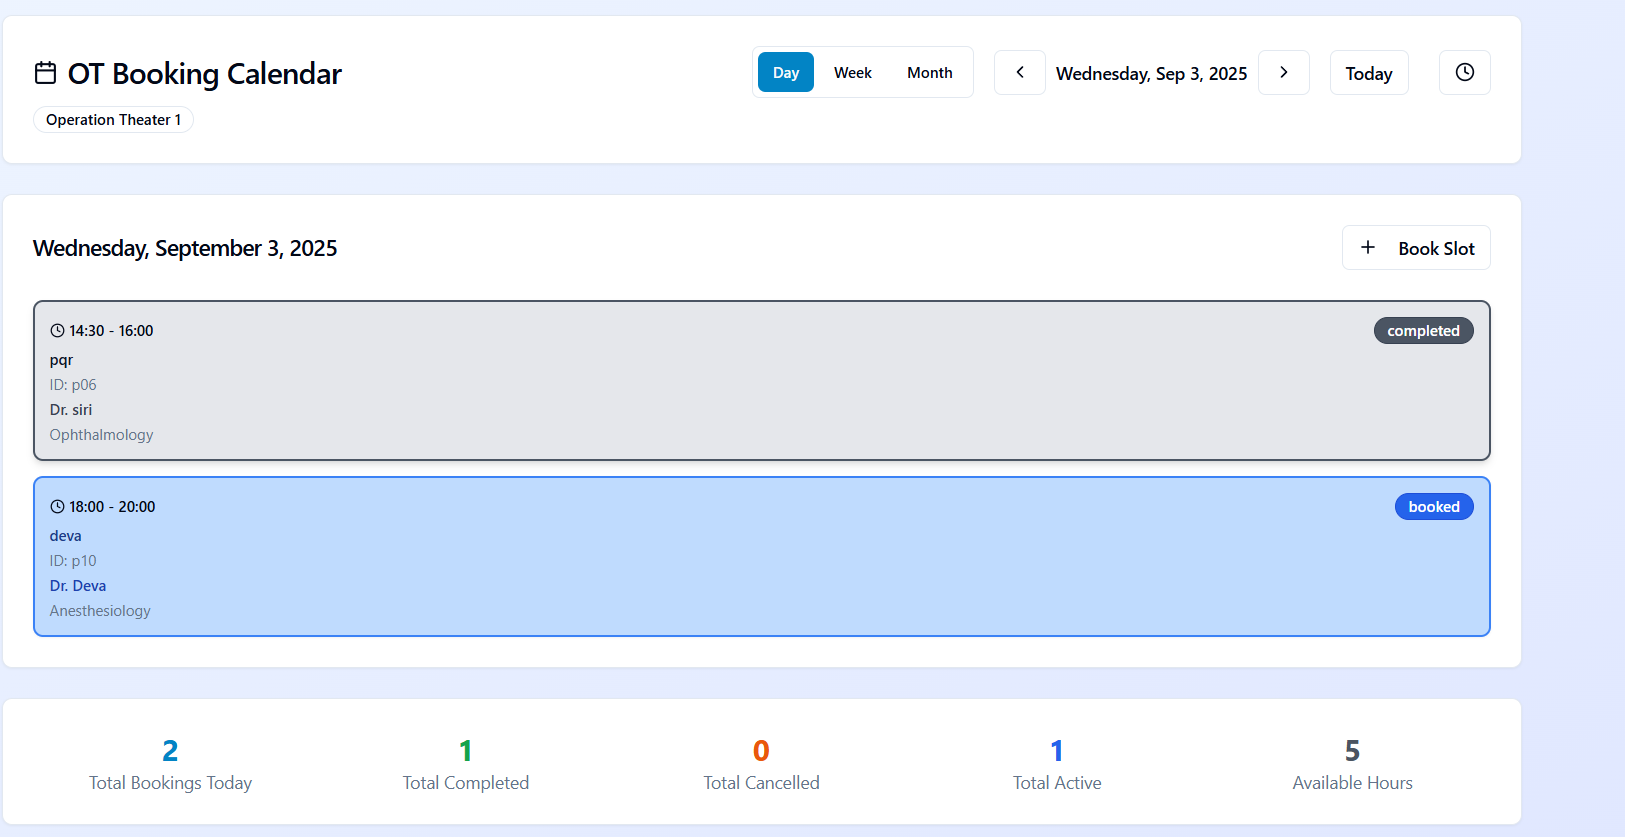 OT Booking Calendar
Operation Theater 1
Day Week Month
Wednesday, Sep 3, 2025
Today
Wednesday, September 3, 2025
+ Book Slot
14:30 - 16:00
completed
pqr
ID: p06
Dr. siri
Ophthalmology
18:00 - 20:00
booked
deva
ID: p10
Dr. Deva
Anesthesiology
2
Total Bookings Today
1
Total Completed
0
Total Cancelled
1
Total Active
5
Available Hours